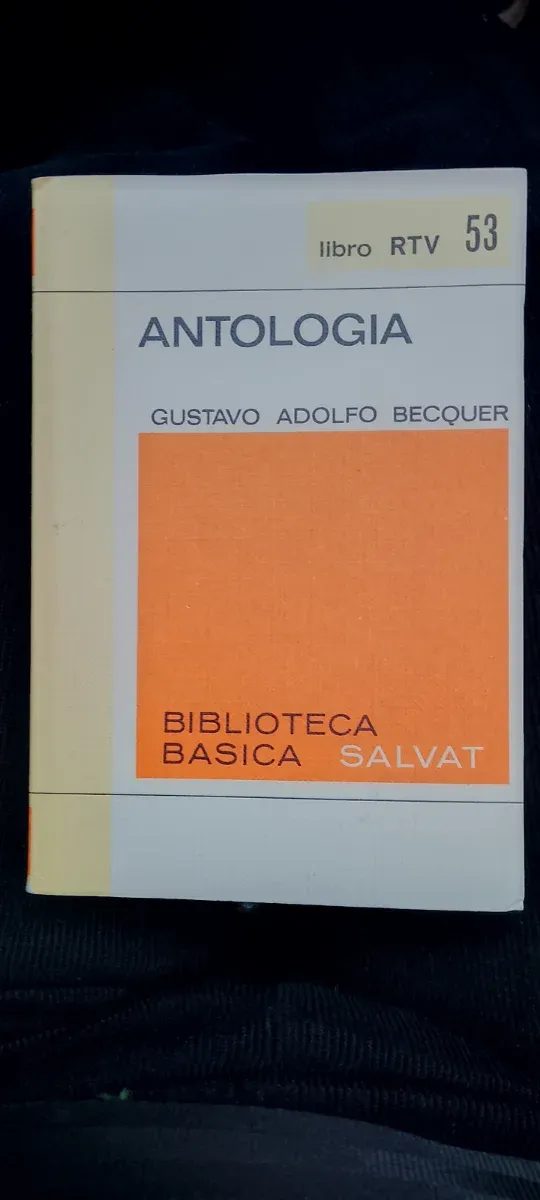 libro RTV 53
ANTOLOGIA
GUSTAVO ADOLFO BECQUER
BIBLIOTECA
BASICA SALVAT